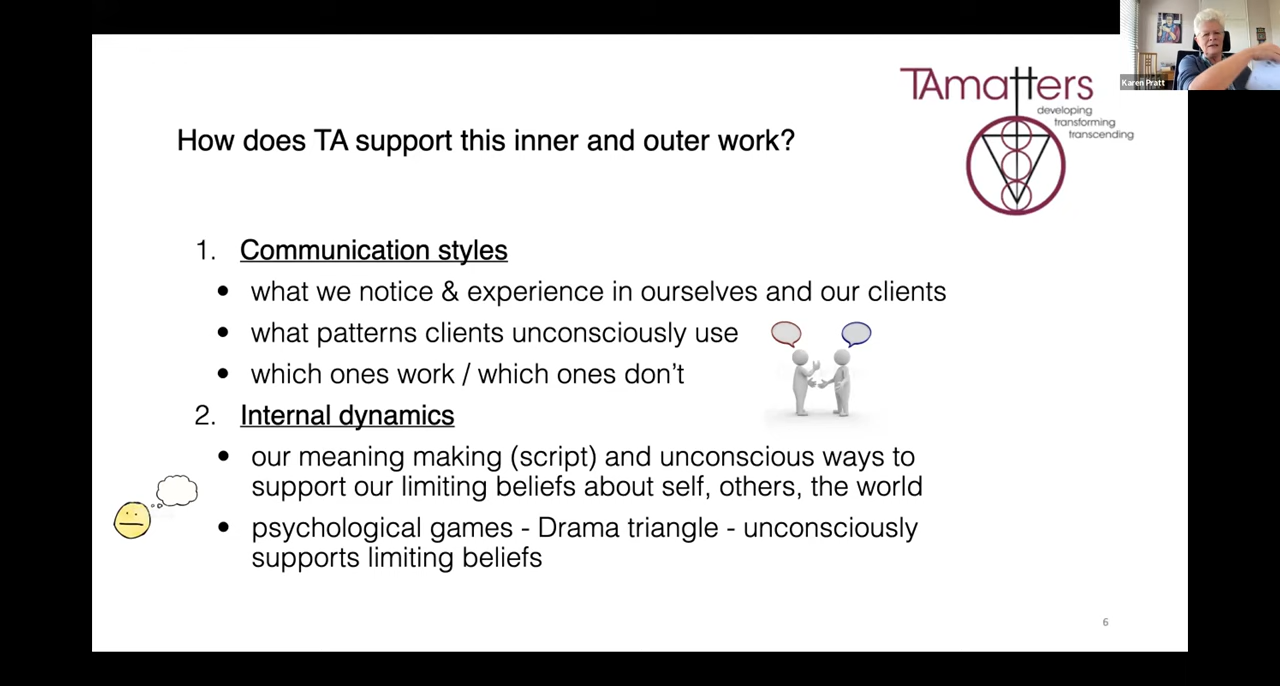 Karen Pratt
TAmatters
developing
transforming
transcending
How does TA support this inner and outer work?
1. Communication styles
• what we notice & experience in ourselves and our clients
• what patterns clients unconsciously use
• which ones work / which ones don't
2. Internal dynamics
• our meaning making (script) and unconscious ways to
support our limiting beliefs about self, others, the world
• psychological games - Drama triangle - unconsciously
supports limiting beliefs
6